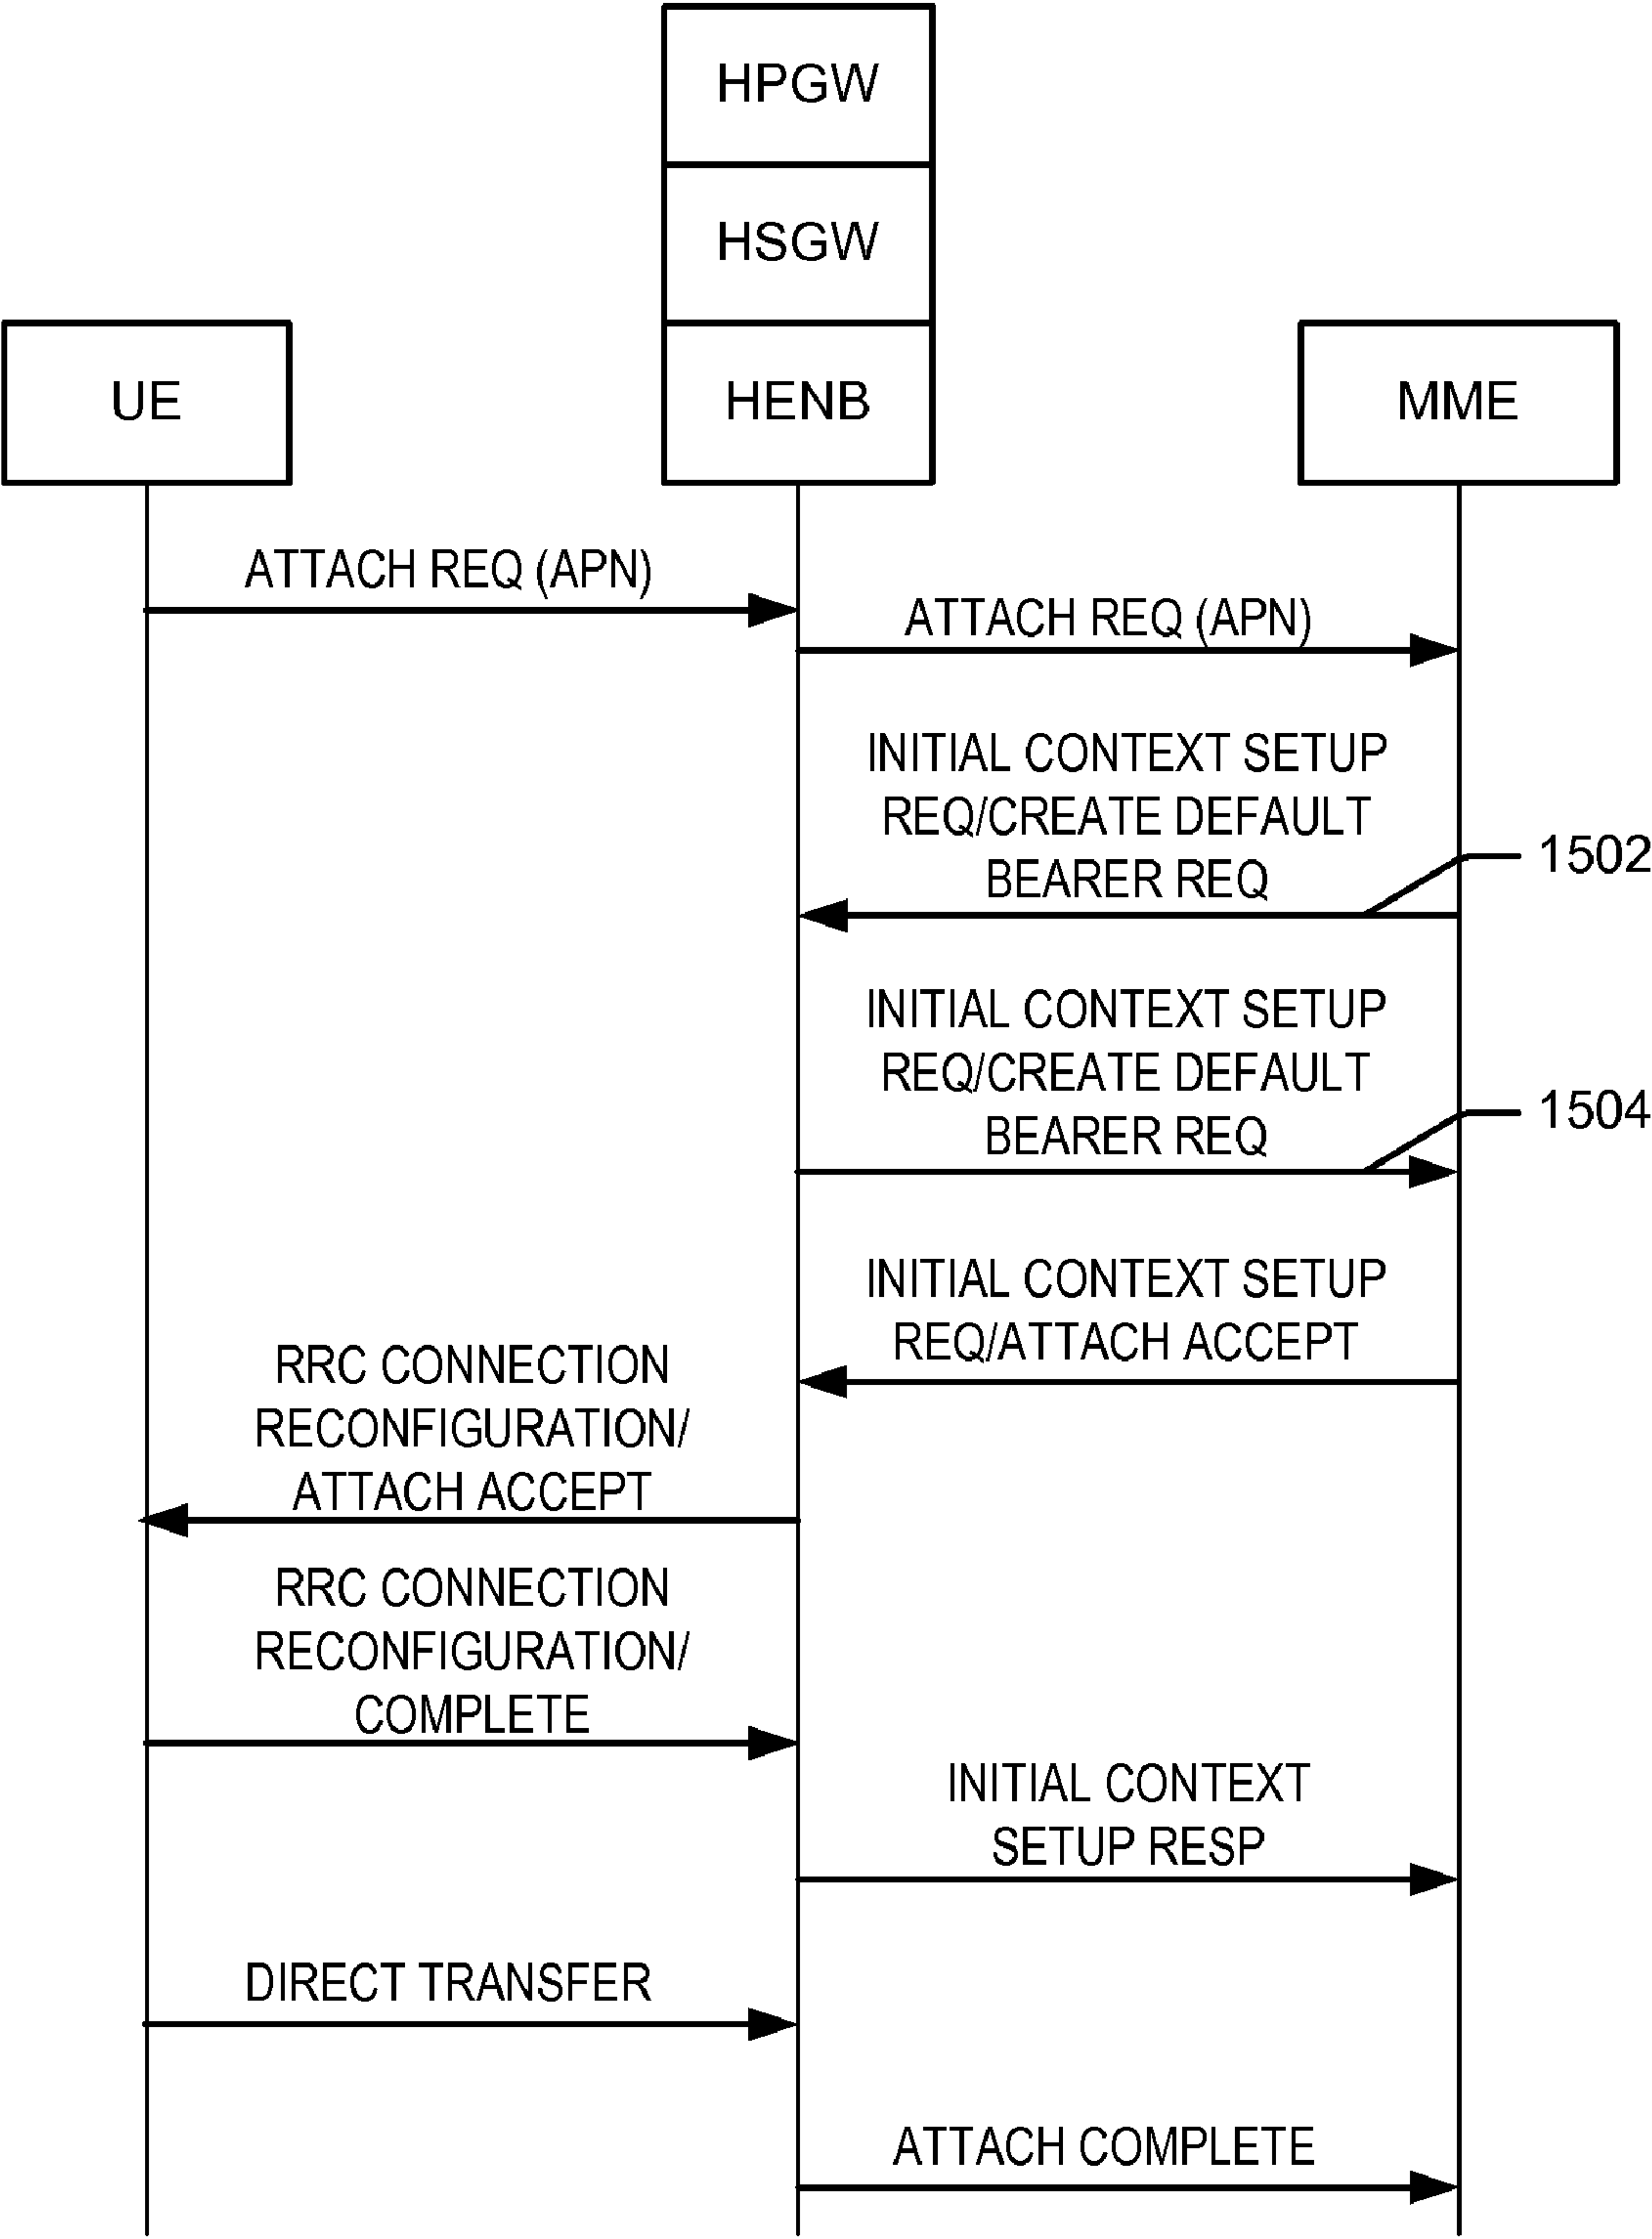 HPGW
HSGW
UE
HENB
MME
ATTACH REQ (APN)
ATTACH REQ (APN)
INITIAL CONTEXT SETUP
REQ/CREATE DEFAULT
BEARER REQ
1502
INITIAL CONTEXT SETUP
REQ/CREATE DEFAULT
BEARER REQ
1504
INITIAL CONTEXT SETUP
REQ/ATTACH ACCEPT
RRC CONNECTION
RECONFIGURATION/
ATTACH ACCEPT
RRC CONNECTION
RECONFIGURATION/
COMPLETE
INITIAL CONTEXT
SETUP RESP
DIRECT TRANSFER
ATTACH COMPLETE